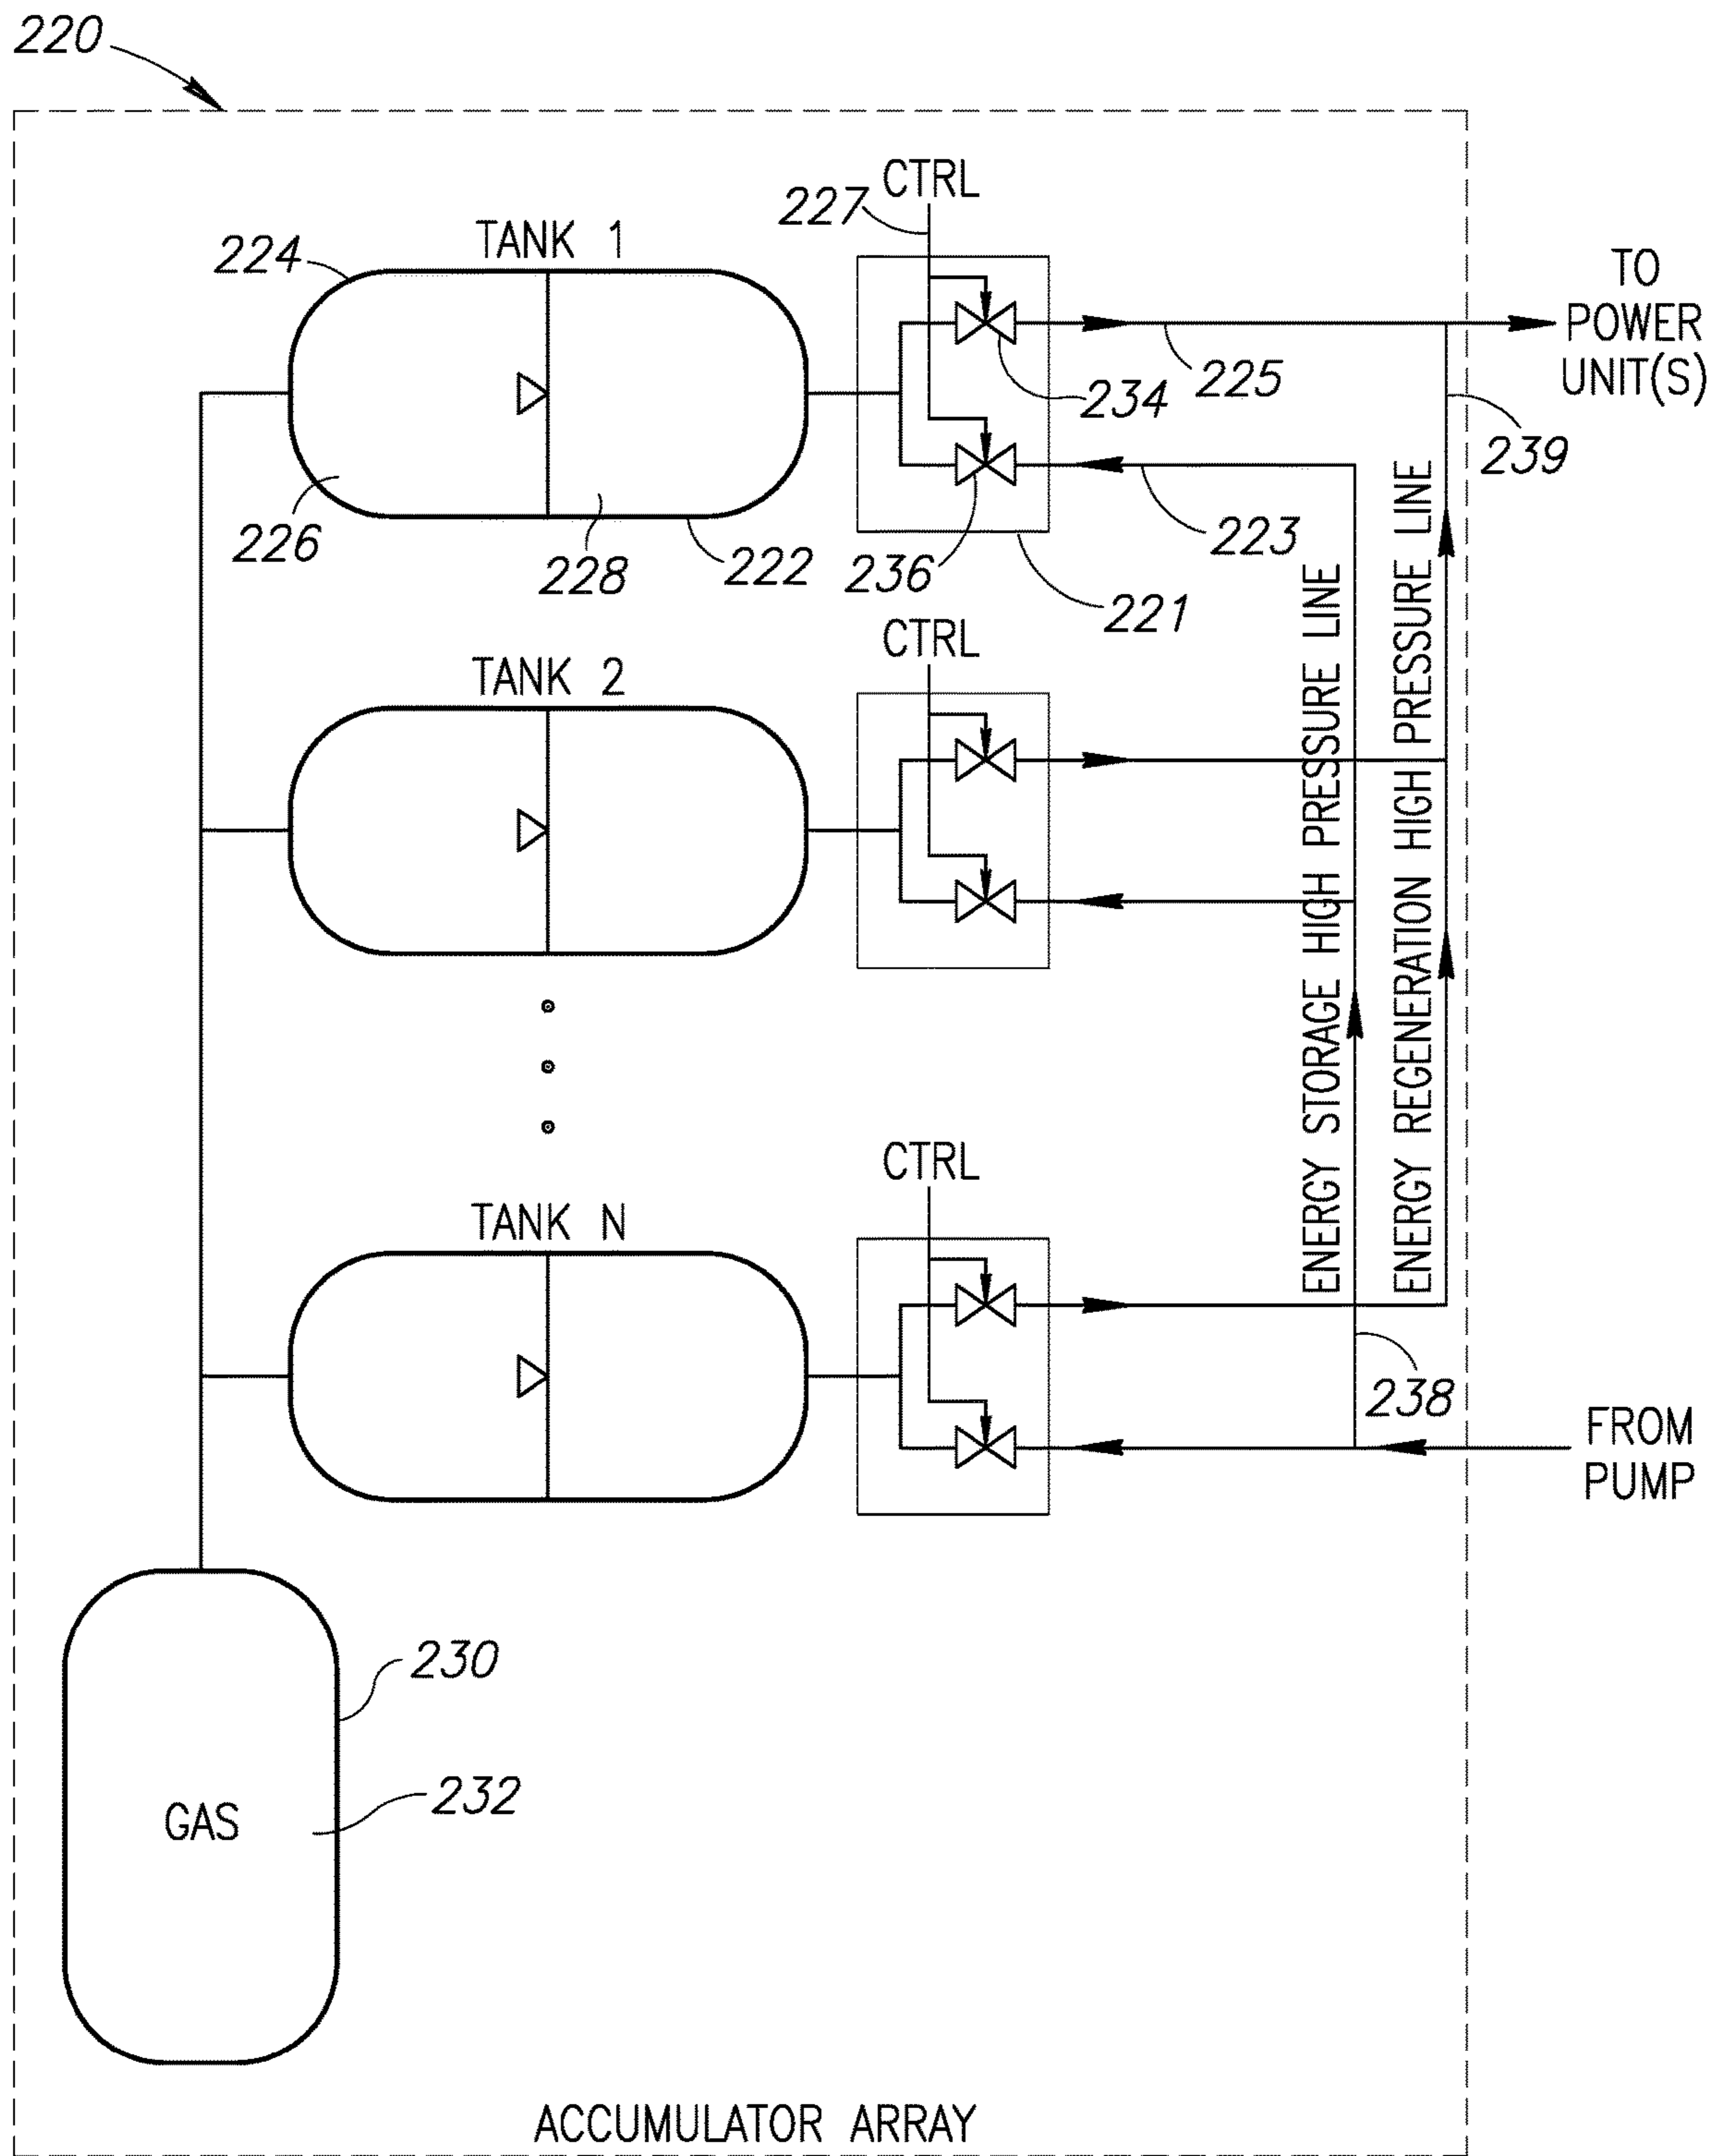 220
CTRL
227
TANK 1
224
TO
POWER
UNIT(S)
225
234
239
226
228
222
236
223
221
CTRL
TANK 2
ENERGY STORAGE HIGH PRESSURE LINE
ENERGY REGENERATION HIGH PRESSURE LINE
CTRL
TANK N
238
FROM
PUMP
230
232
GAS
ACCUMULATOR ARRAY